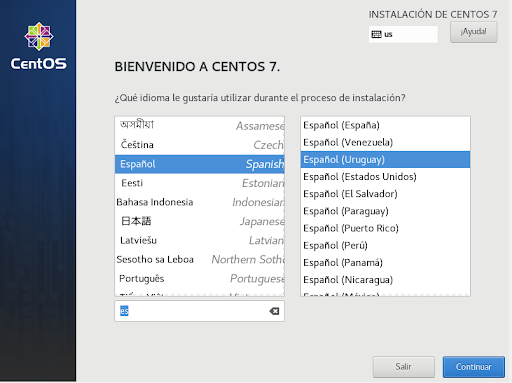 INSTALACIÓN DE CENTOS 7
us
¡Ayuda!
CentOS
BIENVENIDO A CENTOS 7.
¿Qué idioma le gustaría utilizar durante el proceso de instalación?
অসমীয়া Assamese
Čeština Czech
Español Spanish
Eesti Estonian
Bahasa Indonesia Indonesian
日本語 Japanese
Latviešu Latvian
Sesotho sa Leboa Northern Sotho
Português Portuguese
Tiếng Việt
Español (España)
Español (Venezuela)
Español (Uruguay)
Español (Estados Unidos)
Español (El Salvador)
Español (Paraguay)
Español (Puerto Rico)
Español (Perú)
Español (Panamá)
Español (Nicaragua)
Español (México)
es
Salir
Continuar